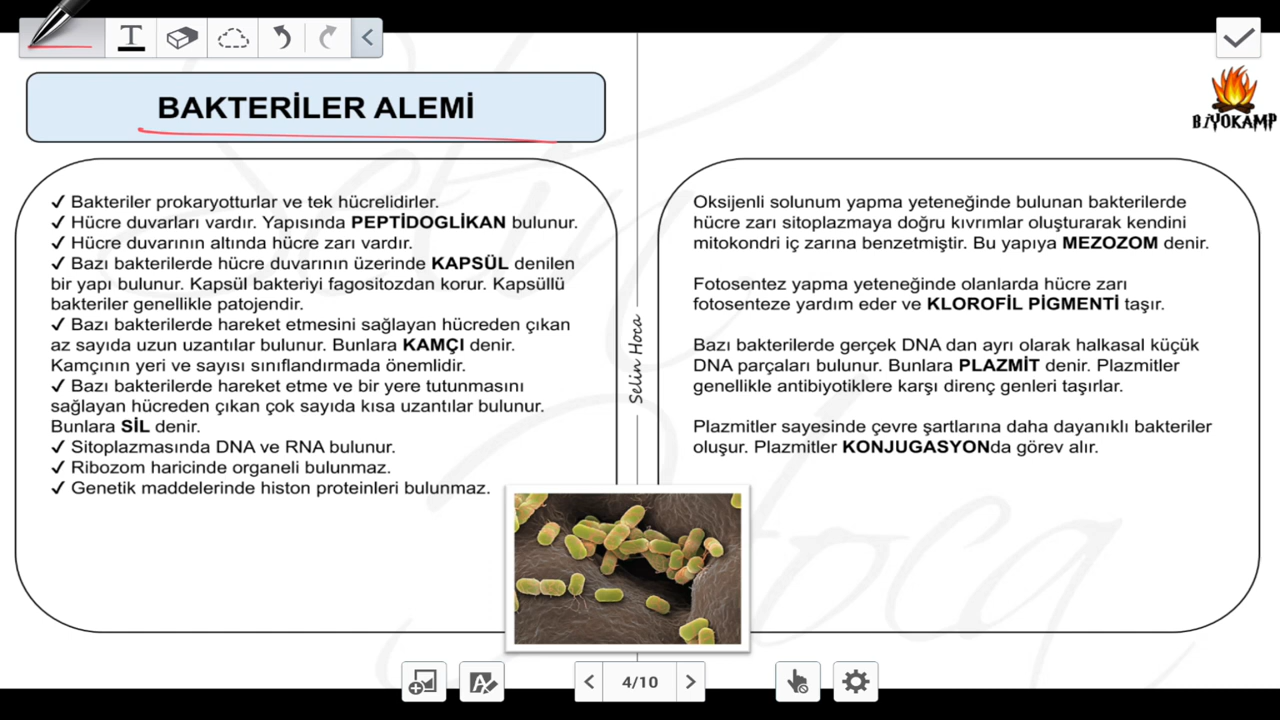 T
BAKTERİLER ALEMİ
BİYOKAMP
✓ Bakteriler prokaryotturlar ve tek hücrelidirler.
✓ Hücre duvarları vardır. Yapısında PEPTİDOGLİKAN bulunur.
✓ Hücre duvarının altında hücre zarı vardır.
✓ Bazı bakterilerde hücre duvarının üzerinde KAPSÜL denilen
bir yapı bulunur. Kapsül bakteriyi fagositozdan korur. Kapsüllü
bakteriler genellikle patojendir.
✓ Bazı bakterilerde hareket etmesini sağlayan hücreden çıkan
az sayıda uzun uzantılar bulunur. Bunlara KAMÇI denir.
Kamçının yeri ve sayısı sınıflandırmada önemlidir.
✓ Bazı bakterilerde hareket etme ve bir yere tutunmasını
sağlayan hücreden çıkan çok sayıda kısa uzantılar bulunur.
Bunlara SİL denir.
✓ Sitoplazmasında DNA ve RNA bulunur.
✓ Ribozom haricinde organeli bulunmaz.
✓ Genetik maddelerinde histon proteinleri bulunmaz.
Selin Hoca
Oksijenli solunum yapma yeteneğinde bulunan bakterilerde
hücre zarı sitoplazmaya doğru kıvrımlar oluşturarak kendini
mitokondri iç zarına benzetmiştir. Bu yapıya MEZOZOM denir.
Fotosentez yapma yeteneğinde olanlarda hücre zarı
fotosenteze yardım eder ve KLOROFİL PİGMENTİ taşır.
Bazı bakterilerde gerçek DNA dan ayrı olarak halkasal küçük
DNA parçaları bulunur. Bunlara PLAZMİT denir. Plazmitler
genellikle antibiyotiklere karşı direnç genleri taşırlar.
Plazmitler sayesinde çevre şartlarına daha dayanıklı bakteriler
oluşur. Plazmitler KONJUGASYONda görev alır.
Selin Hoca
4/10